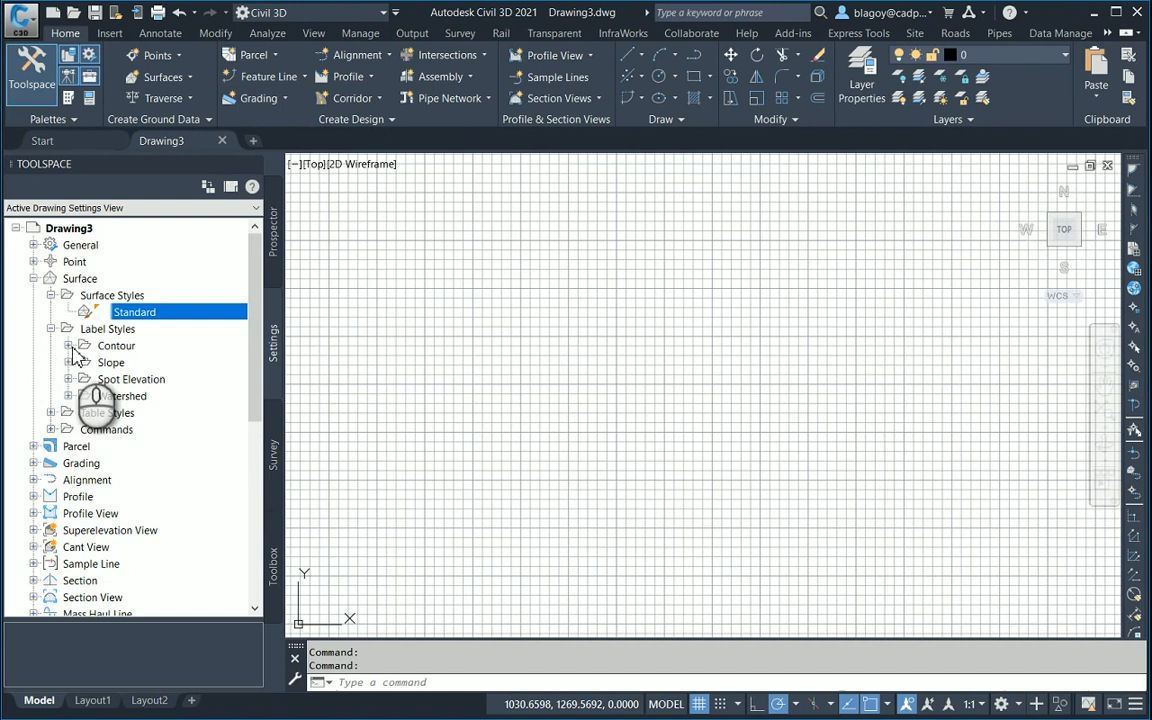 C3D
Civil 3D
Autodesk Civil 3D 2021 Drawing3.dwg
Type a keyword or phrase
blagoy@cadp...
Home Insert Annotate Modify Analyze View Manage Output Survey Rail Transparent InfraWorks Collaborate Help Add-ins Express Tools Site Roads Pipes Data Manage
Toolspace
Palettes
Points
Surfaces
Traverse
Create Ground Data
Parcel
Feature Line
Grading
Alignment
Profile
Corridor
Intersections
Assembly
Pipe Network
Create Design
Profile View
Sample Lines
Section Views
Profile & Section Views
Draw
Modify
Layer
Properties
0
Layers
Paste
Clipboard
Start
Drawing3
TOOLSPACE
Active Drawing Settings View
Drawing3
General
Point
Surface
Surface Styles
Standard
Label Styles
Contour
Slope
Spot Elevation
Watershed
Table Styles
Commands
Parcel
Grading
Alignment
Profile
Profile View
Superelevation View
Cant View
Sample Line
Section
Section View
Mass Haul Line
Prospector
Settings
Survey
Toolbox
[−][Top][2D Wireframe]
N
W
TOP
E
S
WCS
Y
X
Command:
Command:
Type a command
Model Layout1 Layout2
1030.6598, 1269.5692, 0.0000 MODEL
1:1